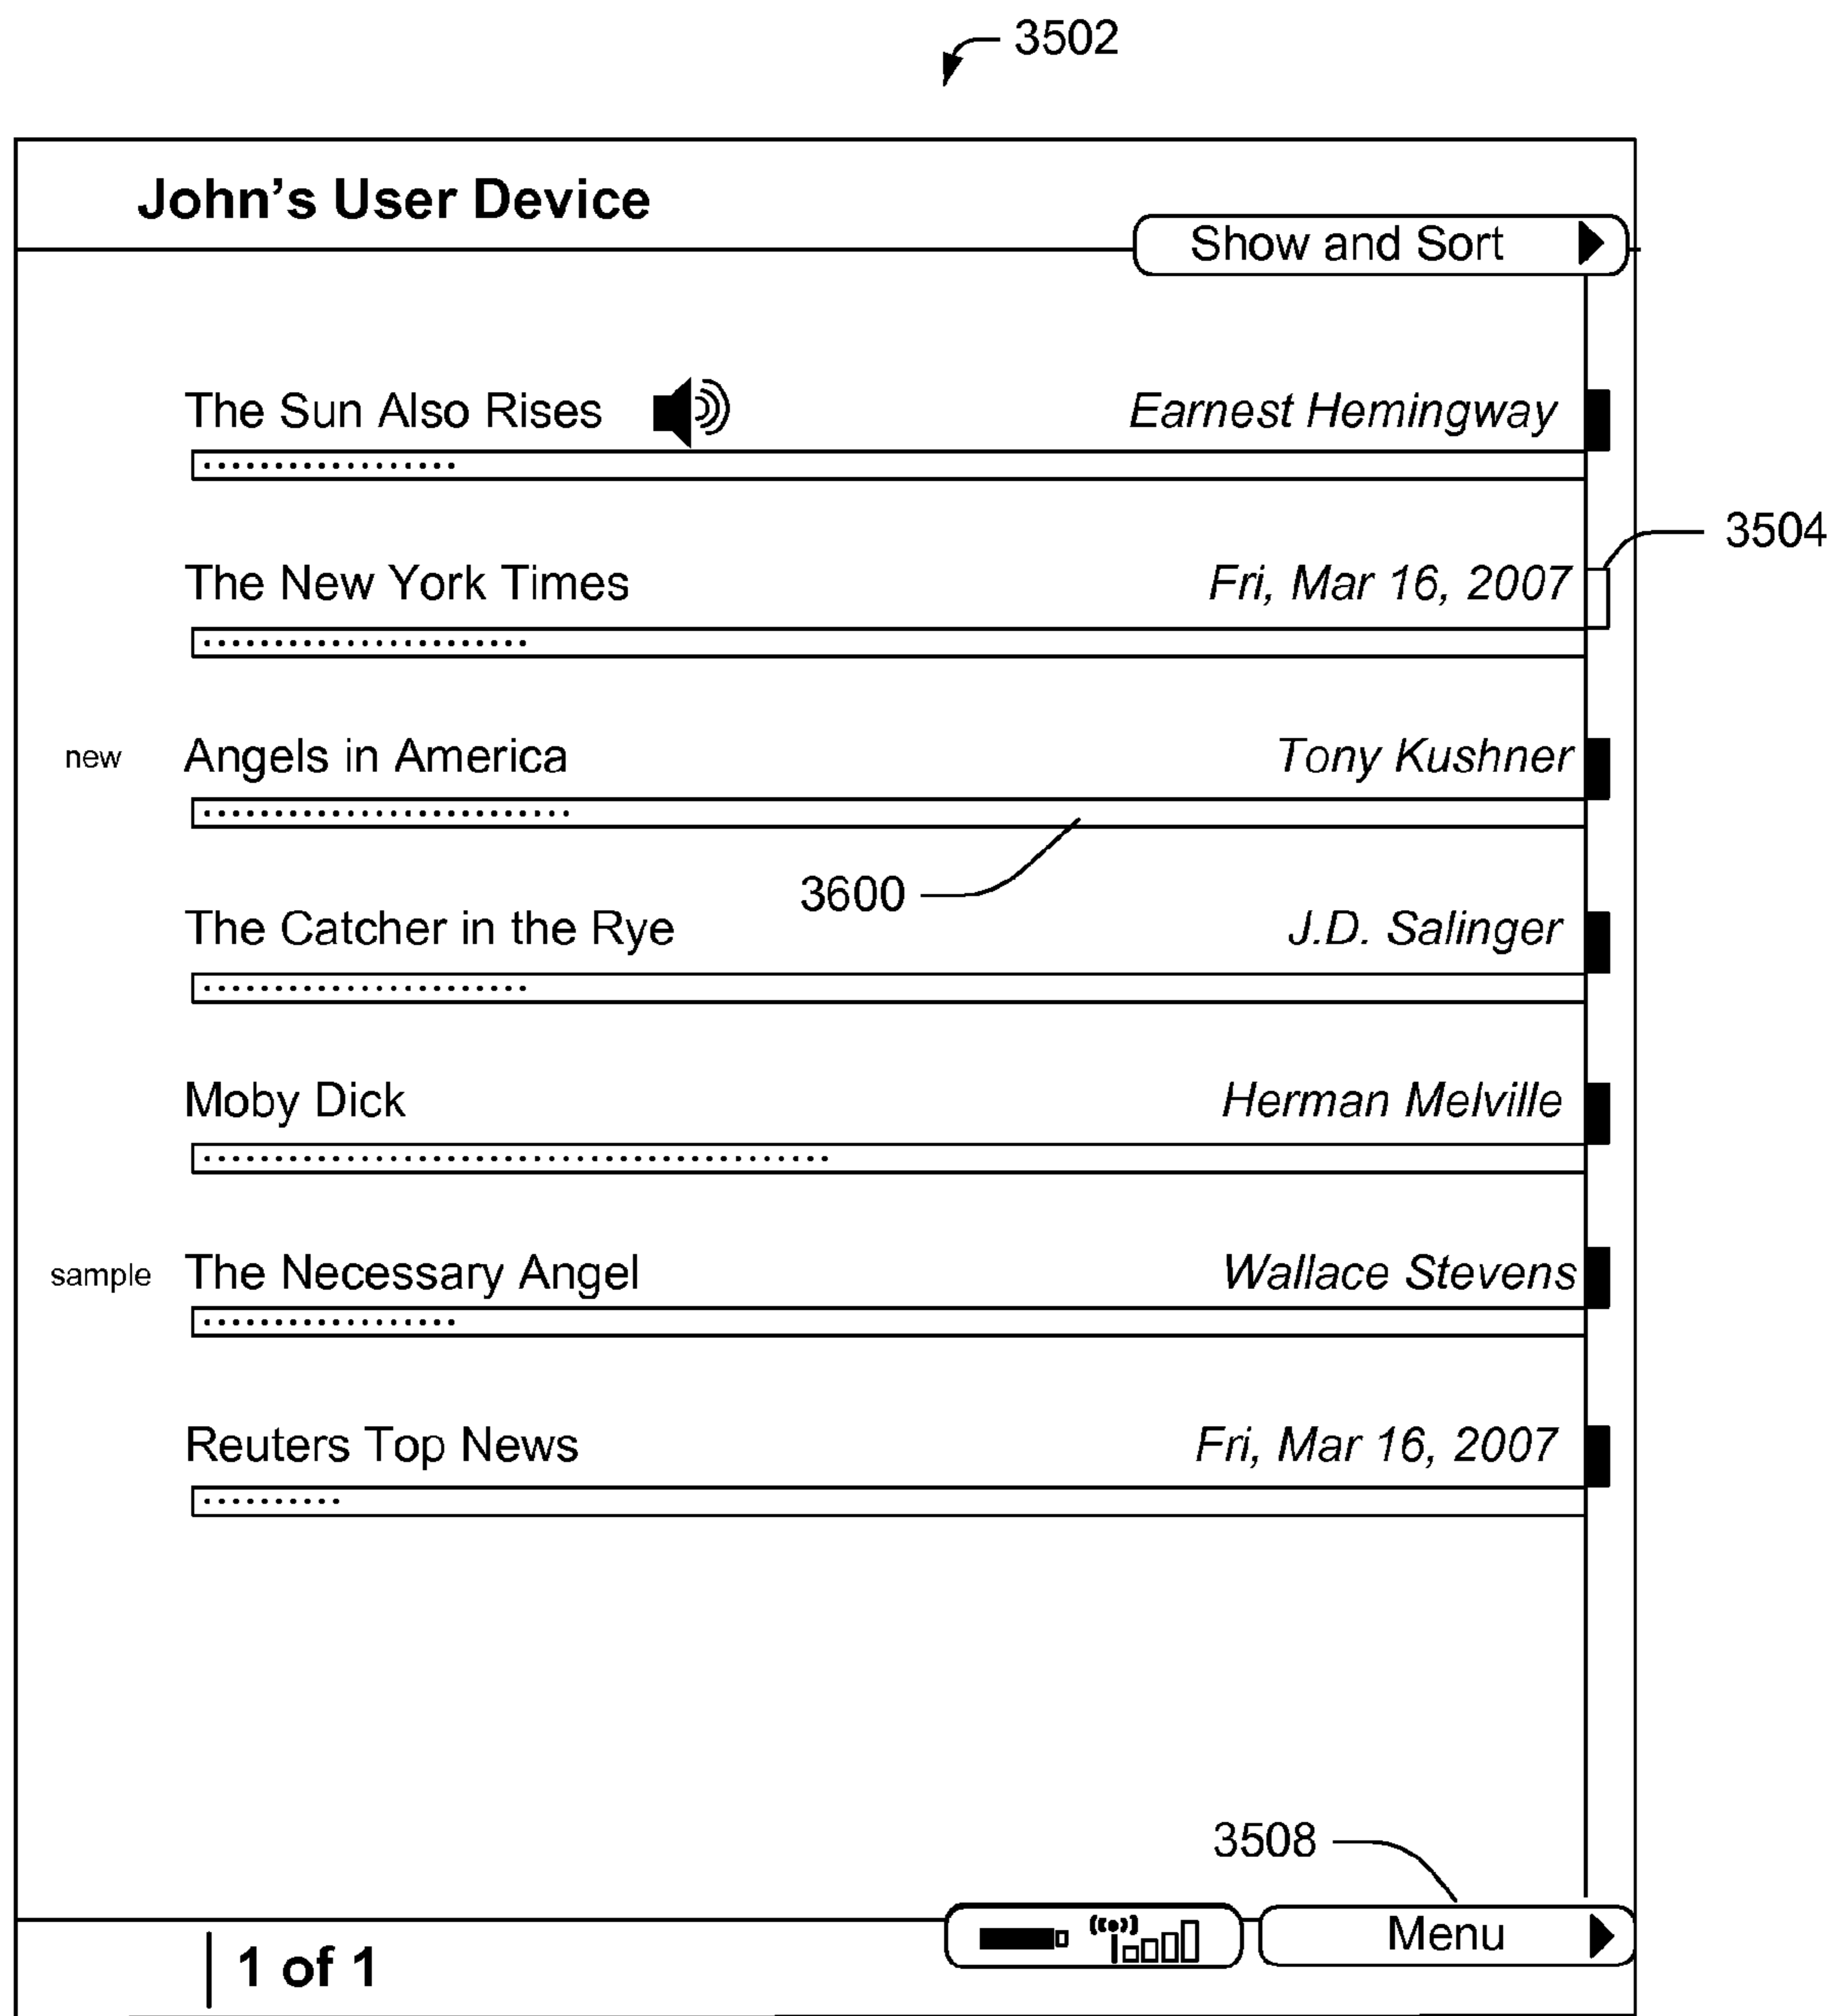 3502
John's User Device
Show and Sort
The Sun Also Rises Earnest Hemingway
3504
The New York Times Fri, Mar 16, 2007
new Angels in America Tony Kushner
3600
The Catcher in the Rye J.D. Salinger
Moby Dick Herman Melville
sample The Necessary Angel Wallace Stevens
Reuters Top News Fri, Mar 16, 2007
3508
Menu
1 of 1